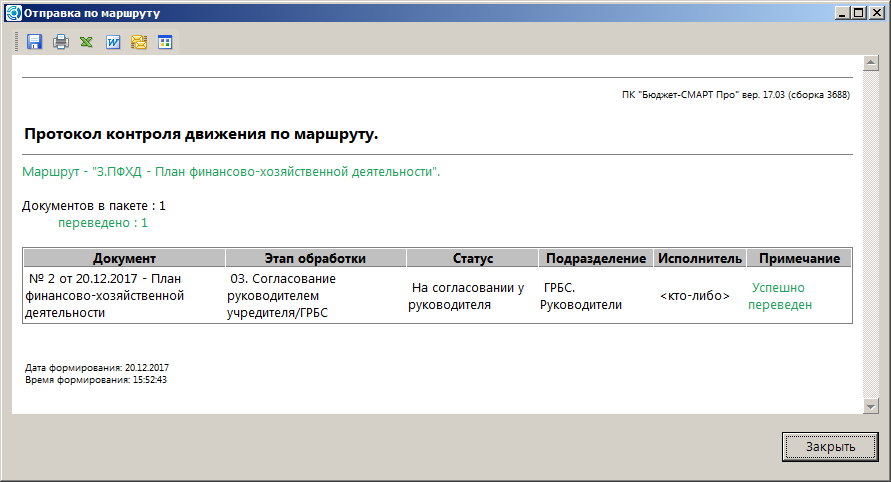 Отправка по маршруту
ПК "Бюджет-СМАРТ Про" вер. 17.03 (сборка 3688)
Протокол контроля движения по маршруту.
Маршрут - "3.ПФХД - План финансово-хозяйственной деятельности".
Документов в пакете : 1
переведено : 1
Документ Этап обработки Статус Подразделение Исполнитель Примечание
№ 2 от 20.12.2017 - План
финансово-хозяйственной
деятельности
03. Согласование
руководителем
учредителя/ГРБС
На согласовании у
руководителя
ГРБС.
Руководители
<кто-либо>
Успешно
переведен
Дата формирования: 20.12.2017
Время формирования: 15:52:43
Закрыть